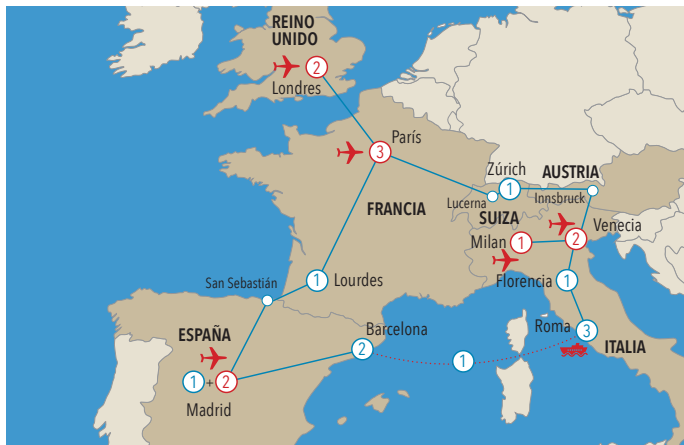 REINO
UNIDO
2
Londres
París
3
Zúrich
1
AUSTRIA
Lucerna
Innsbruck
FRANCIA
SUIZA
Venecia
Milan
1
2
San Sebastián
1
Lourdes
Florencia
1
ESPAÑA
Barcelona
Roma
3
2
ITALIA
1
1 + 2
Madrid